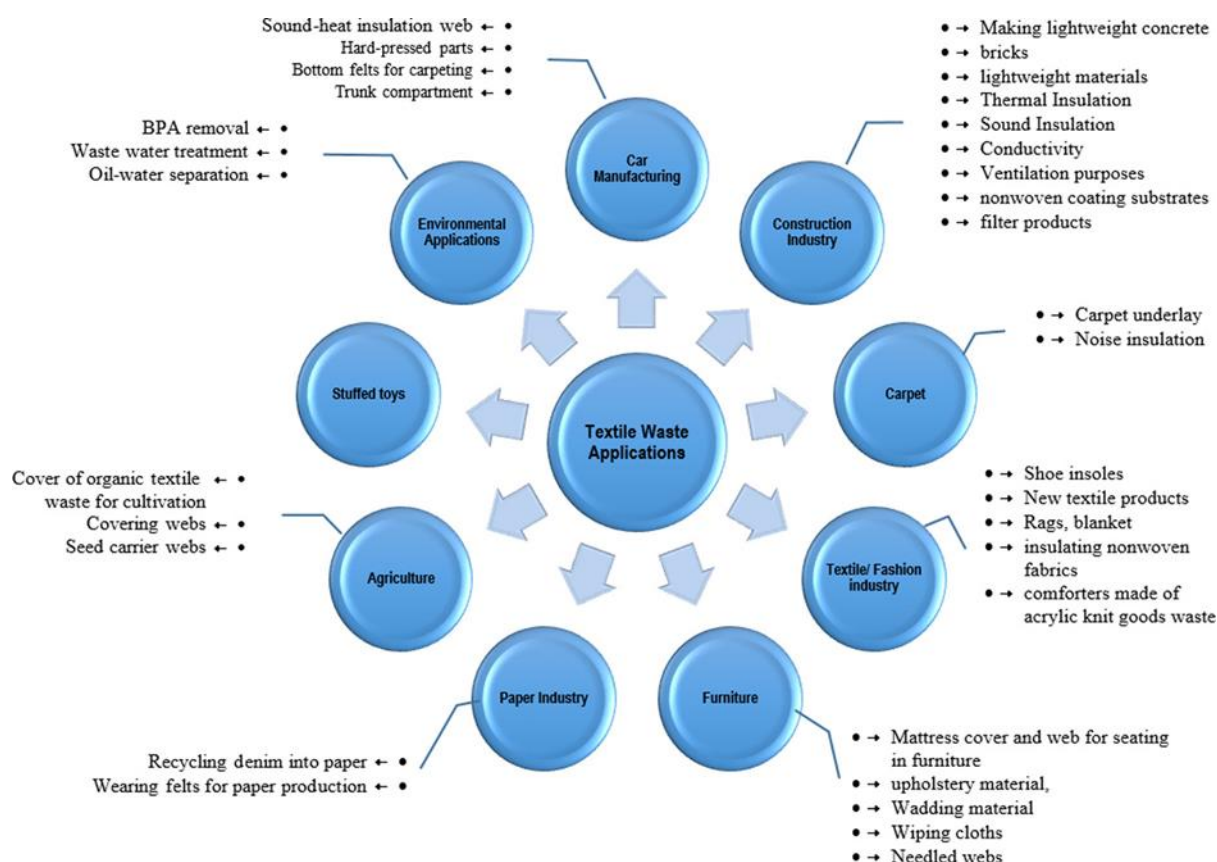 Sound-heat insulation web ← •
Hard-pressed parts ← •
Bottom felts for carpeting ← •
Trunk compartment ← •
Car
Manufacturing
• → Making lightweight concrete
• → bricks
• → lightweight materials
• → Thermal Insulation
• → Sound Insulation
• → Conductivity
• → Ventilation purposes
• → nonwoven coating substrates
• → filter products
Construction
Industry
BPA removal ← •
Waste water treatment ← •
Oil-water separation ← •
Environmental
Applications
• → Carpet underlay
• → Noise insulation
Carpet
Stuffed toys
Textile Waste
Applications
Cover of organic textile ← •
waste for cultivation
Covering webs ← •
Seed carrier webs ← •
Agriculture
• → Shoe insoles
• → New textile products
• → Rags, blanket
• → insulating nonwoven
fabrics
• → comforters made of
acrylic knit goods waste
Textile/ Fashion
industry
Paper Industry
Recycling denim into paper ← •
Wearing felts for paper production ← •
Furniture
• → Mattress cover and web for seating
in furniture
• → upholstery material,
• → Wadding material
• → Wiping cloths
• → Needled webs